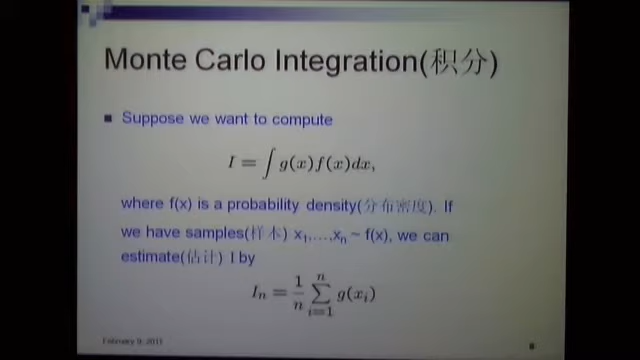 Monte Carlo Integration(积分)
Suppose we want to compute
I = ∫ g(x)f(x)dx,
where f(x) is a probability density(分布密度). If
we have samples(样本) x₁,...,xₙ ~ f(x), we can
estimate(估计) I by
Iₙ = 1/n ∑ⁿᵢ₌₁ g(xᵢ)
February 9, 2011